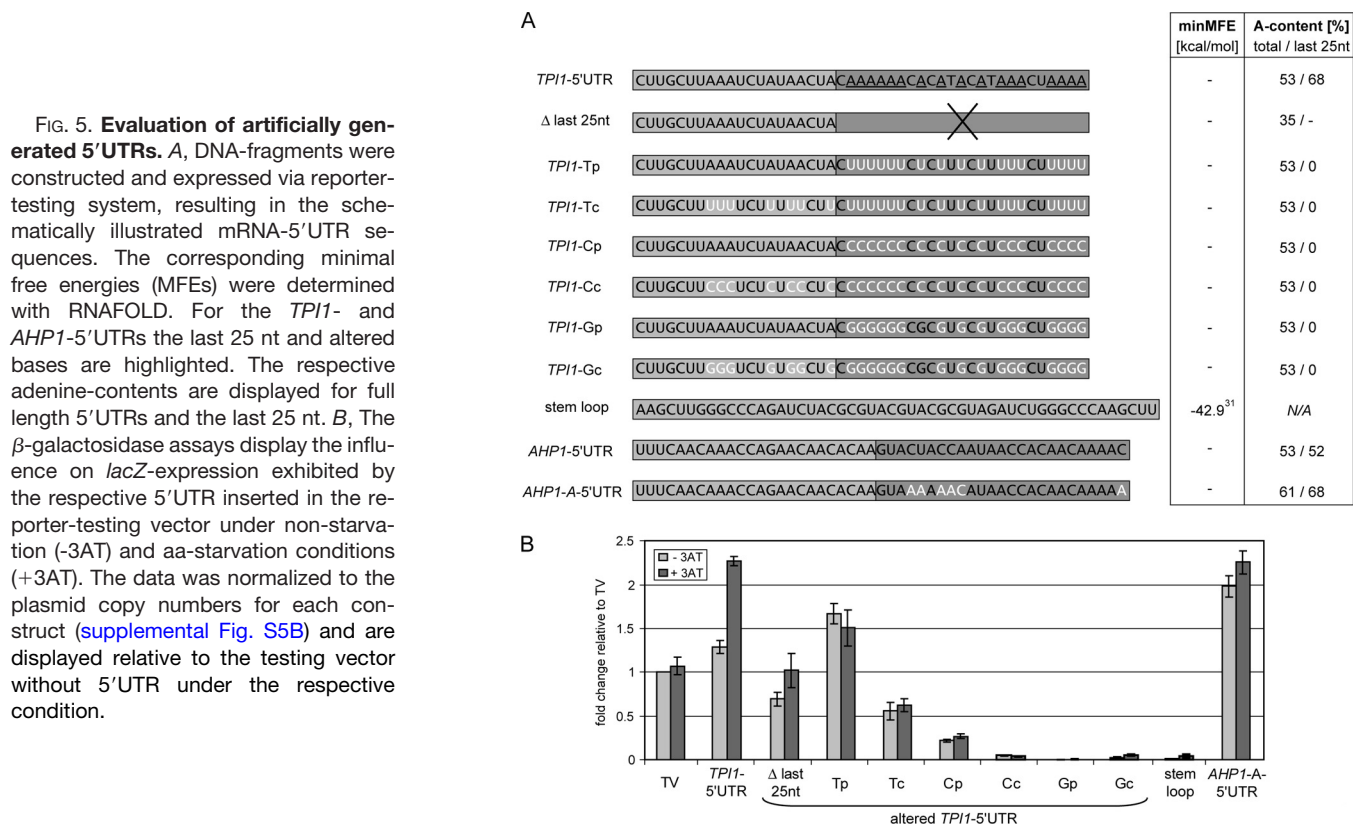 FIG. 5. Evaluation of artificially gen-
erated 5′UTRs. A, DNA-fragments were
constructed and expressed via reporter-
testing system, resulting in the sche-
matically illustrated mRNA-5′UTR se-
quences. The corresponding minimal
free energies (MFEs) were determined
with RNAFOLD. For the TPI1- and
AHP1-5′UTRs the last 25 nt and altered
bases are highlighted. The respective
adenine-contents are displayed for full
length 5′UTRs and the last 25 nt. B, The
β-galactosidase assays display the influ-
ence on lacZ-expression exhibited by
the respective 5′UTR inserted in the re-
porter-testing vector under non-starva-
tion (-3AT) and aa-starvation conditions
(+3AT). The data was normalized to the
plasmid copy numbers for each con-
struct (supplemental Fig. S5B) and are
displayed relative to the testing vector
without 5′UTR under the respective
condition.
A
minMFE A-content [%]
[kcal/mol] total / last 25nt
TPI1-5'UTR CUUGCUUAAAUCUAUAACUACAAAAAACACAUACAUAAACUAAAA - 53 / 68
Δ last 25nt CUUGCUUAAAUCUAUAACUA - 35 / -
TPI1-Tp CUUGCUUAAAUCUAUAACUACUUUUUUCUCUUUCUUUUUCUUUUU - 53 / 0
TPI1-Tc CUUGCUUUUUUCUUUUUCUUCUUUUUUCUCUUUCUUUUUCUUUUU - 53 / 0
TPI1-Cp CUUGCUUAAAUCUAUAACUACCCCCCCCCCCUCCCUCCCCUCCCC - 53 / 0
TPI1-Cc CUUGCUUCCCUCUCUCCCUCCCCCCCCCCCCUCCCUCCCCUCCCC - 53 / 0
TPI1-Gp CUUGCUUAAAUCUAUAACUACGGGGGGCGCGUGCGUGGGCUGGGG - 53 / 0
TPI1-Gc CUUGCUUGGGUCUGUGGCUGCGGGGGGCGCGUGCGUGGGCUGGGG - 53 / 0
stem loop AAGCUUGGGCCCAGAUCUACGCGUACGUACGCGUAGAUCUGGGCCCAAGCUU -42.9³¹ N/A
AHP1-5'UTR UUUCAACAAACCAGAACAACACAAGUACUACCAAUAACCACAACAAAAC - 53 / 52
AHP1-A-5'UTR UUUCAACAAACCAGAACAACACAAGUAAAAAACAUAACCACAACAAAAA - 61 / 68
B
fold change relative to TV
2.5
2
1.5
1
0.5
0
- 3AT
+ 3AT
TV TPI1-5'UTR Δ last 25nt Tp Tc Cp Cc Gp Gc stem loop AHP1-A-5'UTR
altered TPI1-5'UTR